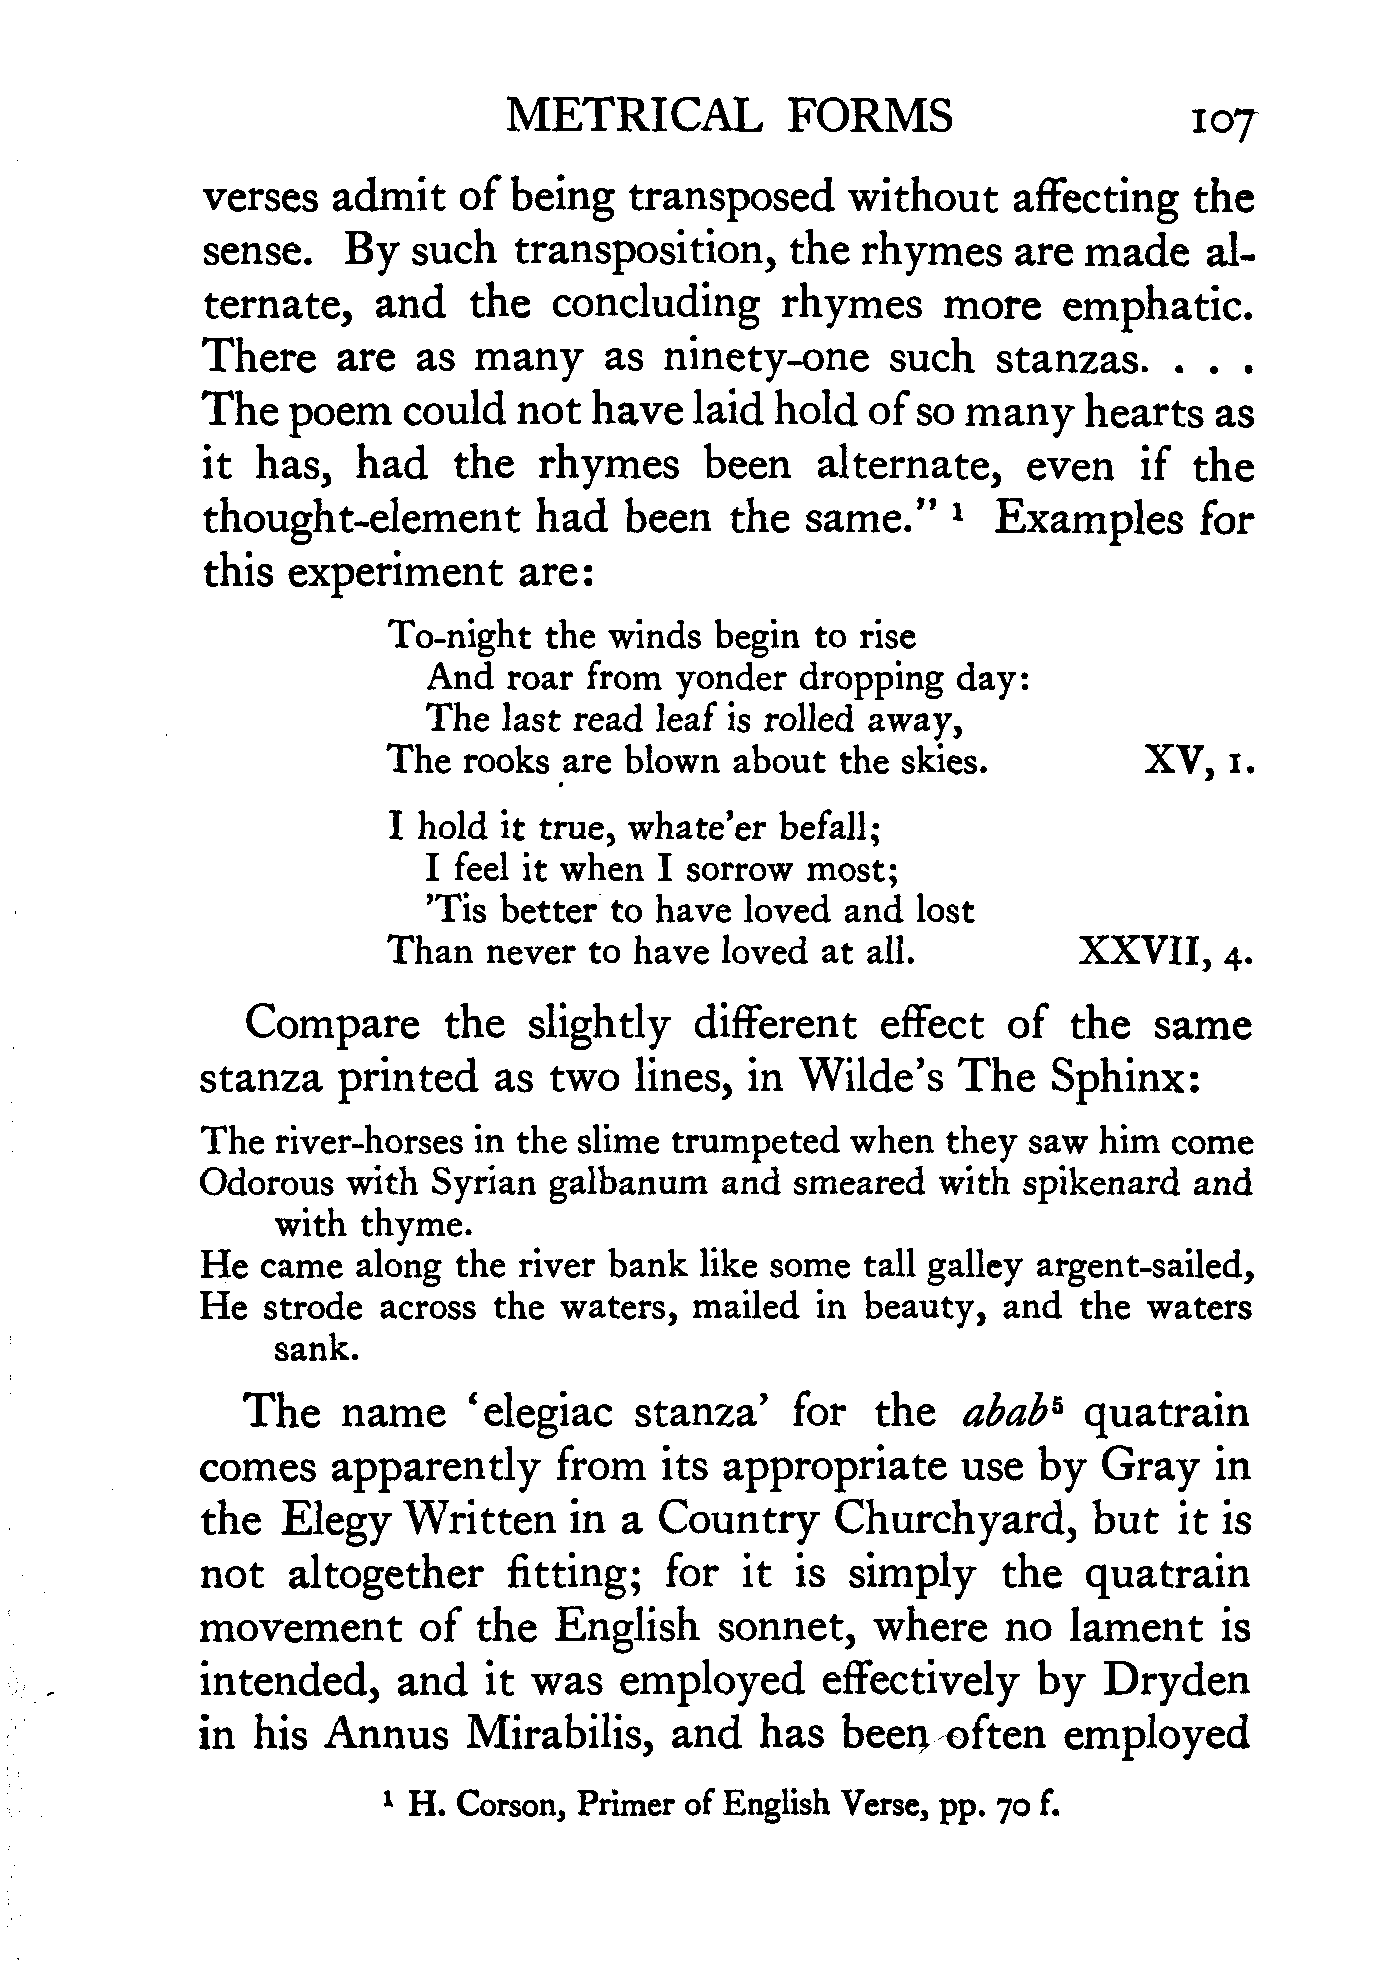 METRICAL FORMS 107
verses admit of being transposed without affecting the
sense. By such transposition, the rhymes are made al-
ternate, and the concluding rhymes more emphatic.
There are as many as ninety-one such stanzas. . . .
The poem could not have laid hold of so many hearts as
it has, had the rhymes been alternate, even if the
thought-element had been the same." ¹ Examples for
this experiment are:
To-night the winds begin to rise
And roar from yonder dropping day:
The last read leaf is rolled away,
The rooks are blown about the skies. XV, 1.
I hold it true, whate'er befall;
I feel it when I sorrow most;
'Tis better to have loved and lost
Than never to have loved at all. XXVII, 4.
Compare the slightly different effect of the same
stanza printed as two lines, in Wilde's The Sphinx:
The river-horses in the slime trumpeted when they saw him come
Odorous with Syrian galbanum and smeared with spikenard and
with thyme.
He came along the river bank like some tall galley argent-sailed,
He strode across the waters, mailed in beauty, and the waters
sank.
The name 'elegiac stanza' for the abab⁵ quatrain
comes apparently from its appropriate use by Gray in
the Elegy Written in a Country Churchyard, but it is
not altogether fitting; for it is simply the quatrain
movement of the English sonnet, where no lament is
intended, and it was employed effectively by Dryden
in his Annus Mirabilis, and has been often employed
¹ H. Corson, Primer of English Verse, pp. 70 f.